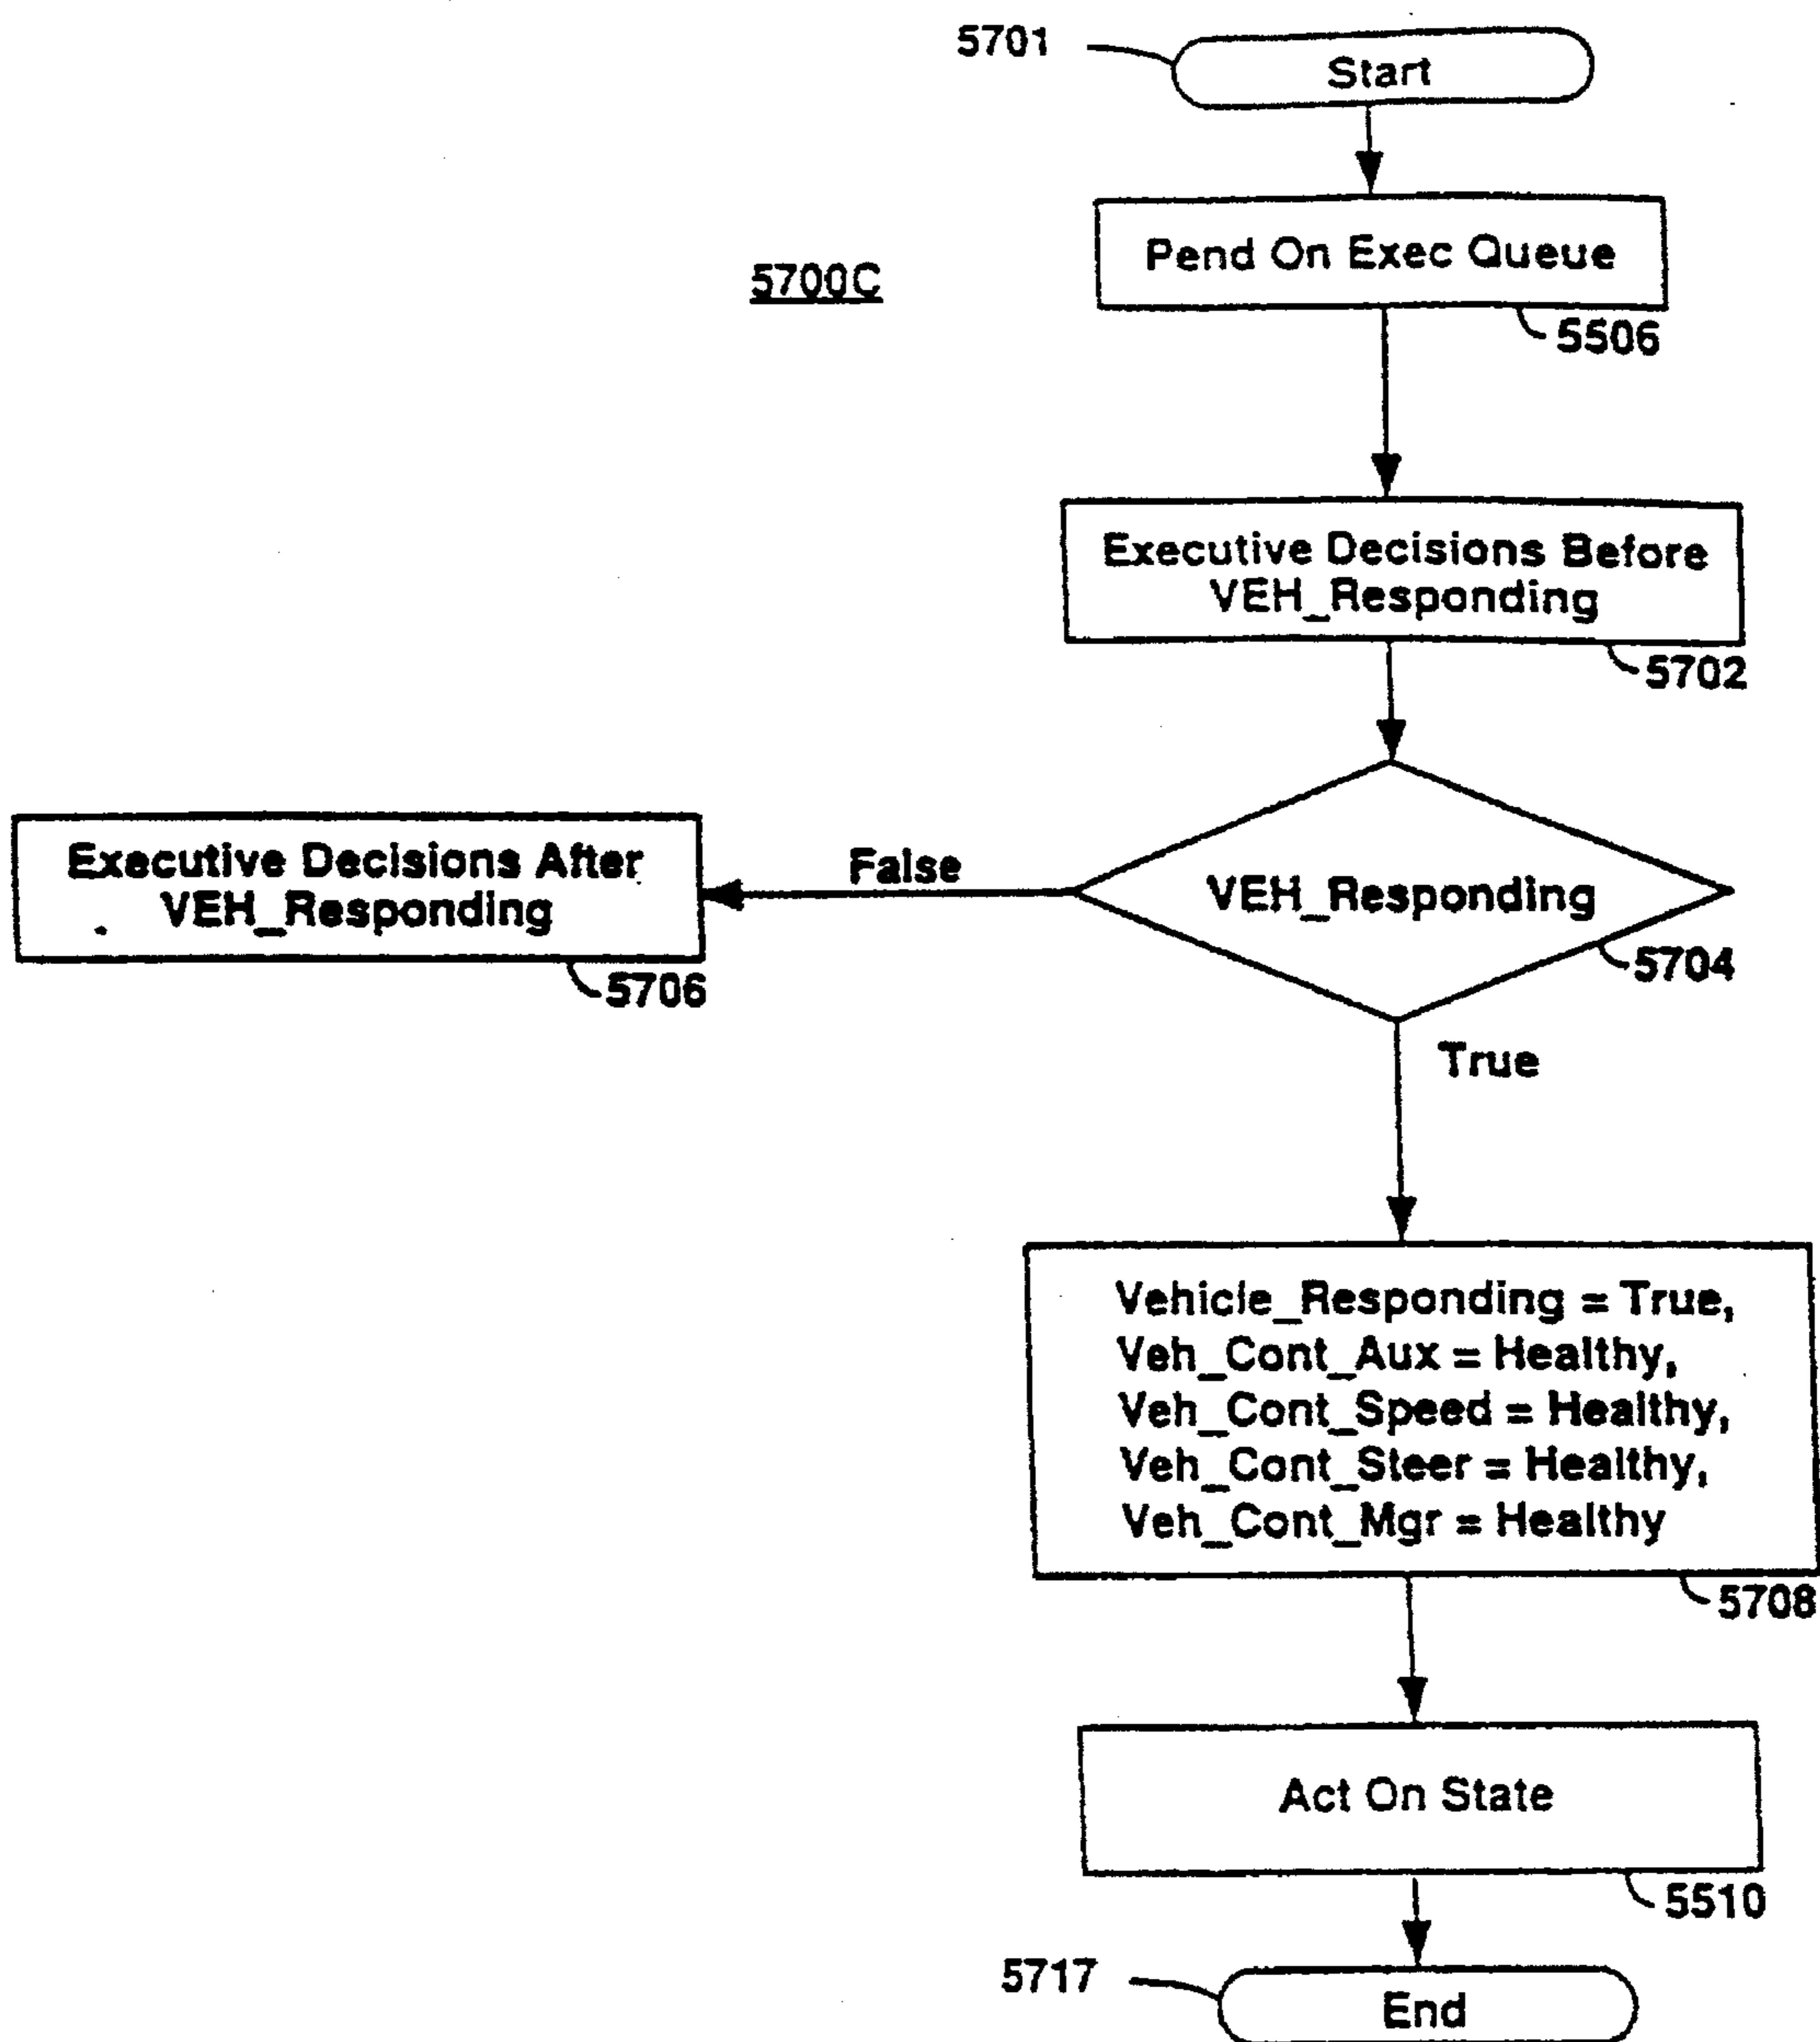 5701
Start
Pend On Exec Queue
5700C
5506
Executive Decisions Before
VEH_Responding
5702
Executive Decisions After
VEH_Responding
5706
False
VEH_Responding
5704
True
Vehicle_Responding = True,
Veh_Cont_Aux = Healthy,
Veh_Cont_Speed = Healthy,
Veh_Cont_Steer = Healthy,
Veh_Cont_Mgr = Healthy
5708
Act On State
5510
5717
End